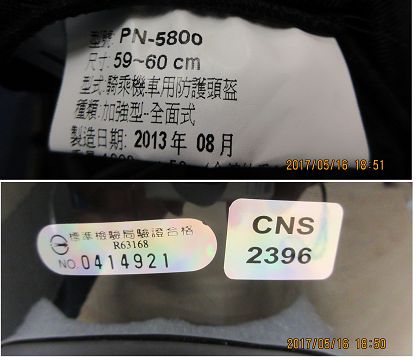 型號: PN-5800
尺寸: 59~60 cm
型式: 騎乘機車用防護頭盔
種類: 加強型--全面式
製造日期: 2013 年 08月
2017/05/16 18:51
標準檢驗局驗證合格
R63168
NO.0414921
CNS
2396
2017/05/16 18:50